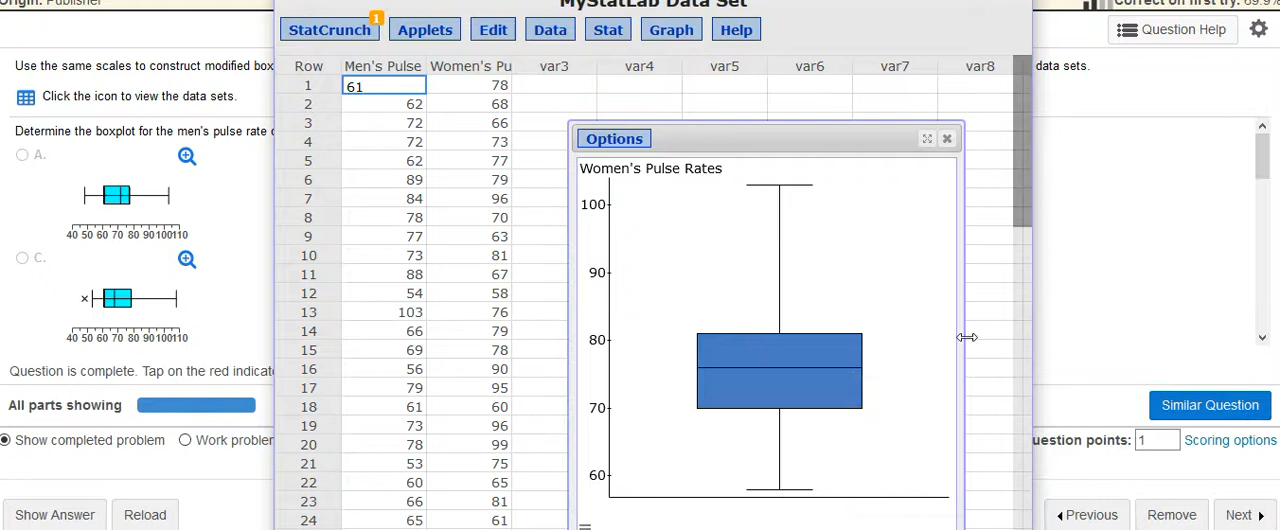 Origin: Publisher
MyStatLab Data Set
Correct on first try: 69.9%
StatCrunch 1 Applets Edit Data Stat Graph Help
Question Help
Use the same scales to construct modified box
data sets.
Click the icon to view the data sets.
Determine the boxplot for the men's pulse rate
A.
40 50 60 70 80 90100110
C.
40 50 60 70 80 90100110
Question is complete. Tap on the red indicat
All parts showing
Show completed problem
Work proble
Show Answer Reload
Row Men's Pulse Women's Pu var3 var4 var5 var6 var7 var8
1 61 78
2 62 68
3 72 66
4 72 73
5 62 77
6 89 79
7 84 96
8 78 70
9 77 63
10 73 81
11 88 67
12 54 58
13 103 76
14 66 79
15 69 78
16 56 90
17 79 95
18 61 60
19 73 96
20 78 99
21 53 75
22 60 65
23 66 81
24 65 61
Options
Women's Pulse Rates
100
90
80
70
60
Similar Question
uestion points: 1 Scoring options
Previous Remove Next